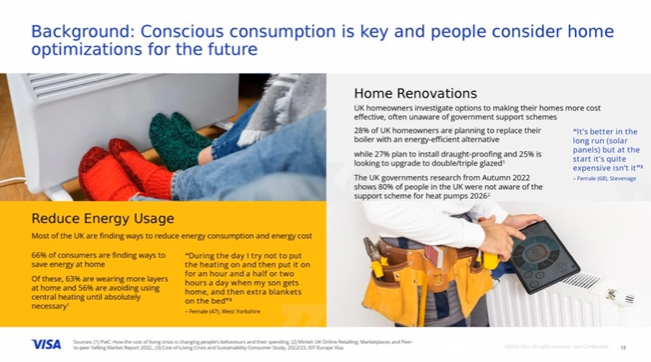 Background: Conscious consumption is key and people consider home
optimizations for the future
Home Renovations
UK homeowners investigate options to making their homes more cost
effective, often unaware of government support schemes
28% of UK homeowners are planning to replace their
boiler with an energy-efficient alternative
while 27% plan to install draught-proofing and 25% is
looking to upgrade to double/triple glazed¹
The UK governments research from Autumn 2022
shows 80% of people in the UK were not aware of the
support scheme for heat pumps 2026²
"It's better in the
long run (solar
panels) but at the
start it's quite
expensive isn't it"³
– Female (68), Stevenage
Reduce Energy Usage
Most of the UK are finding ways to reduce energy consumption and energy cost
66% of consumers are finding ways to
save energy at home
Of these, 63% are wearing more layers
at home and 56% are avoiding using
central heating until absolutely
necessary¹
"During the day I try not to put
the heating on and then put it on
for an hour and a half or two
hours a day when my son gets
home, and then extra blankets
on the bed"³
– Female (47), West Yorkshire
VISA
Sources: (1) PwC: How the cost of living crisis is changing people's behaviours and their spending, (2) Mintel: UK Online Retailing: Marketplaces and Peer-
to-peer Selling Market Report 2022, (3) Cost-of-Living Crisis and Sustainability Consumer Study, 2022/23, IDT Europe Visa
Visa. All rights reserved. Visa Confidential
15